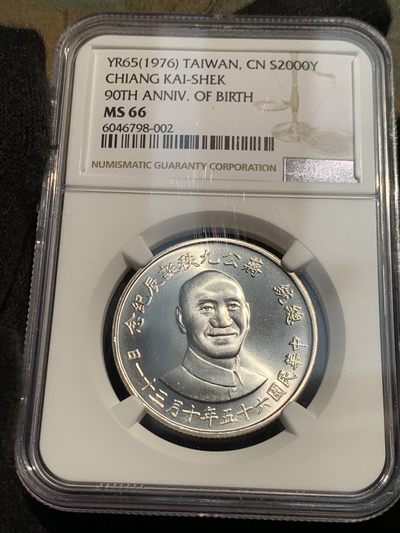 YR65(1976) TAIWAN, CN S2000Y
CHIANG KAI-SHEK
90TH ANNIV. OF BIRTH
MS 66
6046798-002
NUMISMATIC GUARANTY CORPORATION
總統 蔣公九秩誕辰紀念
中華民國六十五年十月三十一日